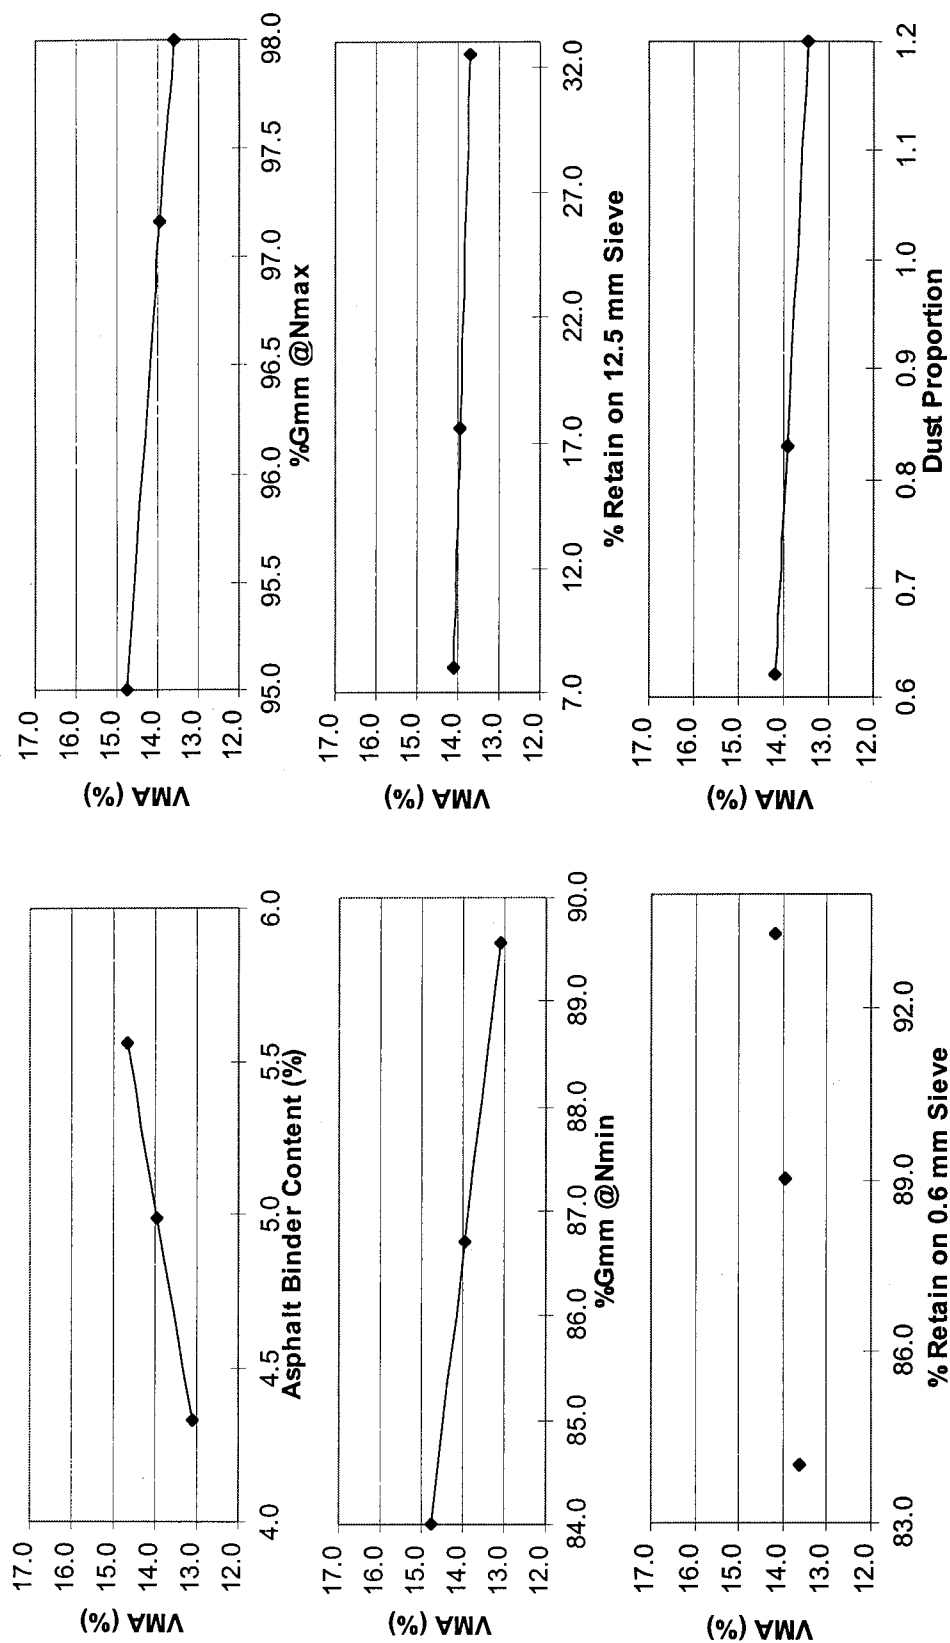 VMA (%)
17.0
16.0
15.0
14.0
13.0
12.0
4.0 4.5 5.0 5.5 6.0
Asphalt Binder Content (%)
VMA (%)
17.0
16.0
15.0
14.0
13.0
12.0
95.0 95.5 96.0 96.5 97.0 97.5 98.0
%Gmm @Nmax
VMA (%)
17.0
16.0
15.0
14.0
13.0
12.0
84.0 85.0 86.0 87.0 88.0 89.0 90.0
%Gmm @Nmin
VMA (%)
17.0
16.0
15.0
14.0
13.0
12.0
7.0 12.0 17.0 22.0 27.0 32.0
% Retain on 12.5 mm Sieve
VMA (%)
17.0
16.0
15.0
14.0
13.0
12.0
83.0 86.0 89.0 92.0
% Retain on 0.6 mm Sieve
VMA (%)
17.0
16.0
15.0
14.0
13.0
12.0
0.6 0.7 0.8 0.9 1.0 1.1 1.2
Dust Proportion